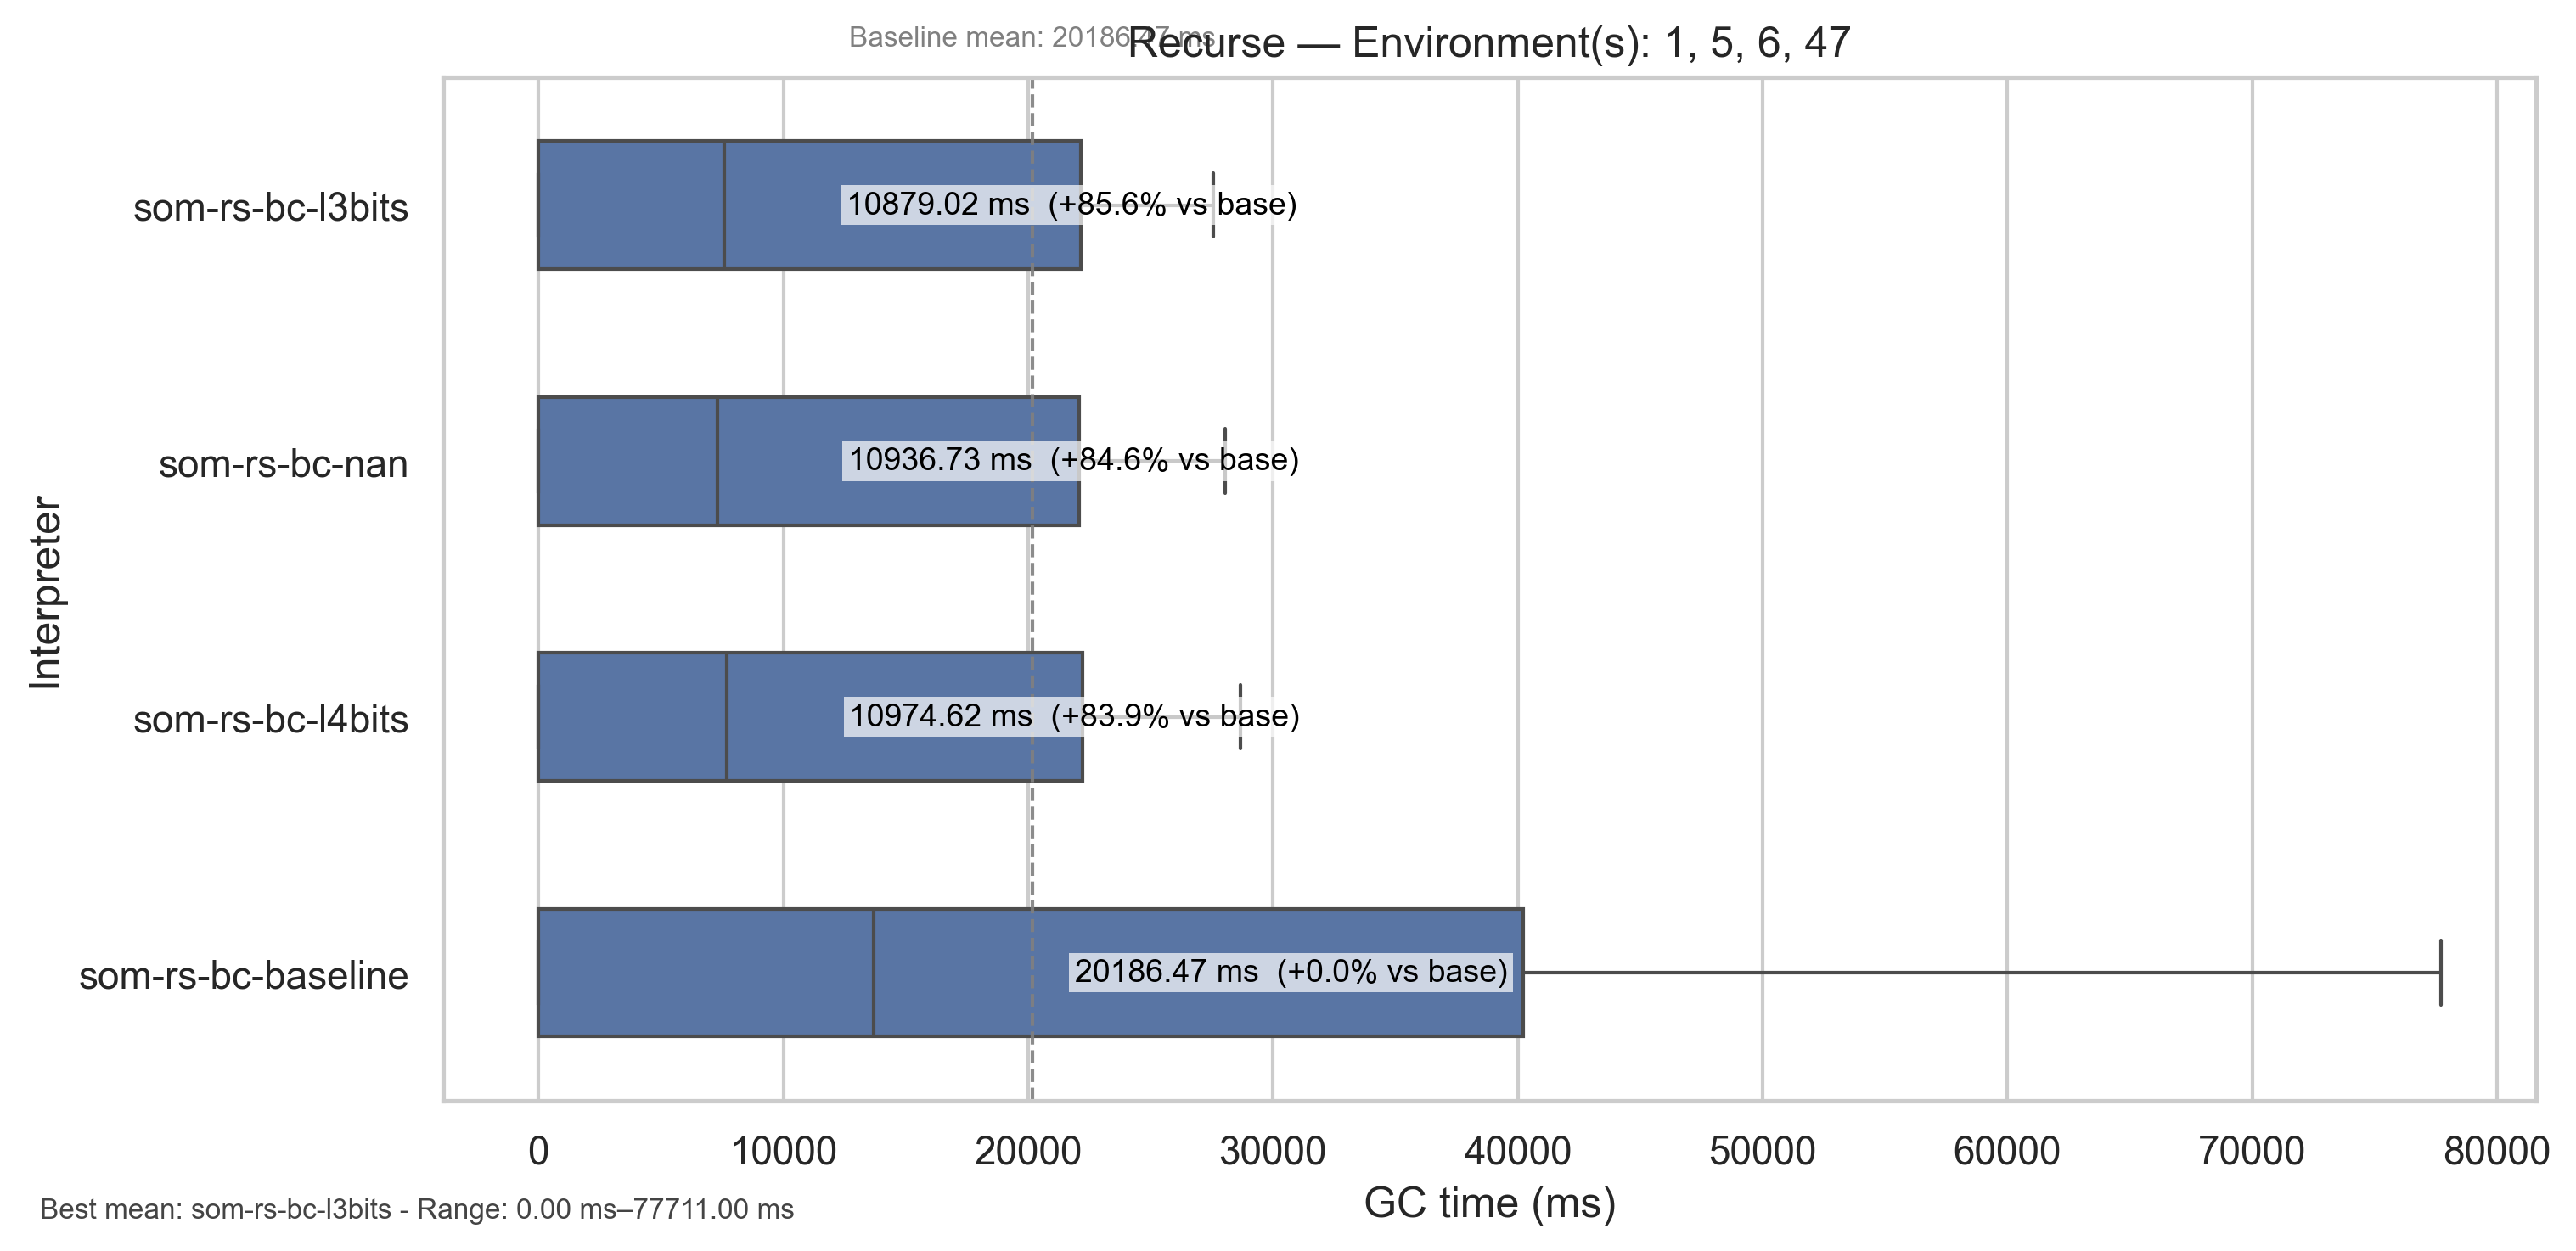 Baseline mean: 20186.47 ms
Recurse — Environment(s): 1, 5, 6, 47
som-rs-bc-l3bits
10879.02 ms (+85.6% vs base)
som-rs-bc-nan
10936.73 ms (+84.6% vs base)
Interpreter
som-rs-bc-l4bits
10974.62 ms (+83.9% vs base)
som-rs-bc-baseline
20186.47 ms (+0.0% vs base)
0 10000 20000 30000 40000 50000 60000 70000 80000
GC time (ms)
Best mean: som-rs-bc-l3bits - Range: 0.00 ms–77711.00 ms